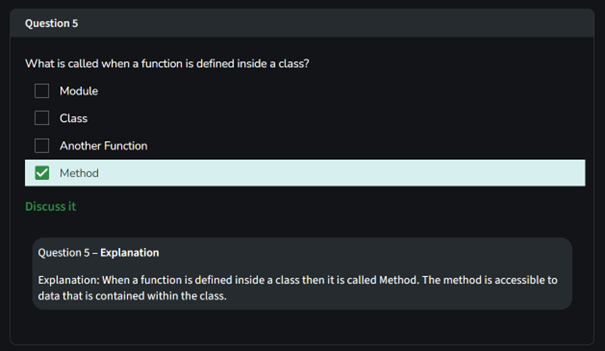 Question 5
What is called when a function is defined inside a class?
Module
Class
Another Function
Method
Discuss it
Question 5 – Explanation
Explanation: When a function is defined inside a class then it is called Method. The method is accessible to
data that is contained within the class.